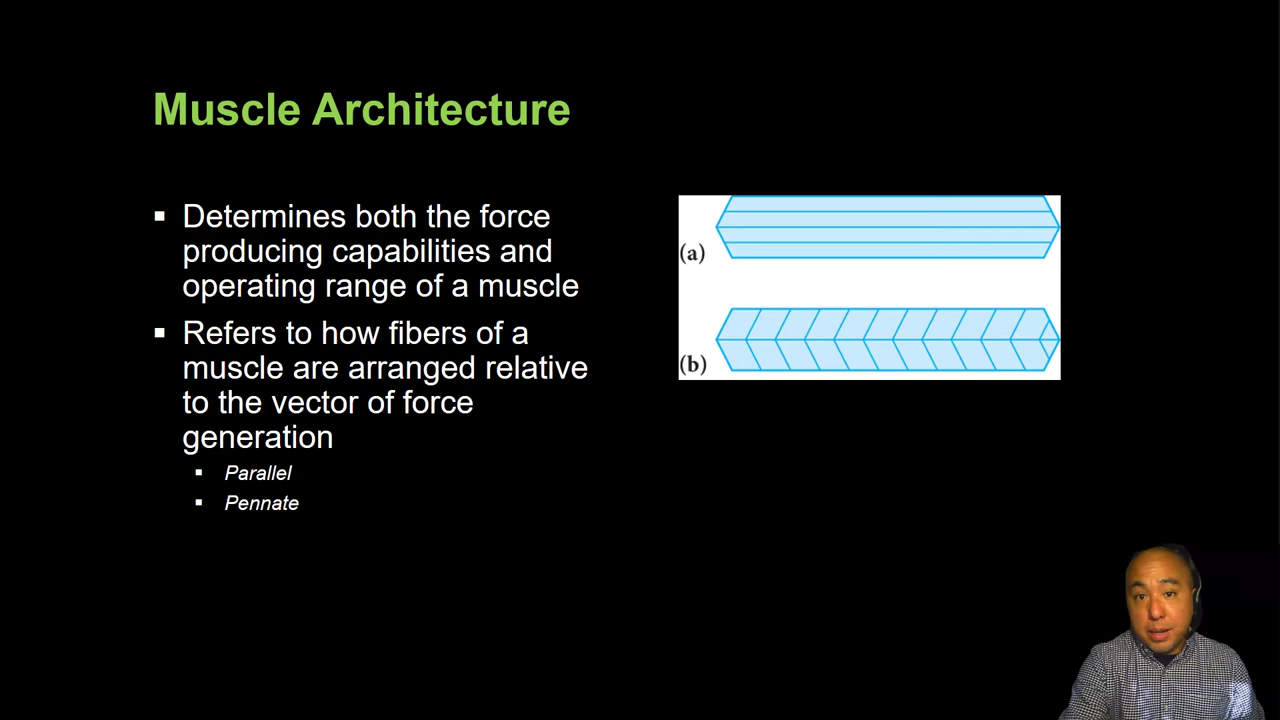 Muscle Architecture
▪ Determines both the force
producing capabilities and
operating range of a muscle
▪ Refers to how fibers of a
muscle are arranged relative
to the vector of force
generation
▪ Parallel
▪ Pennate
(a)
(b)